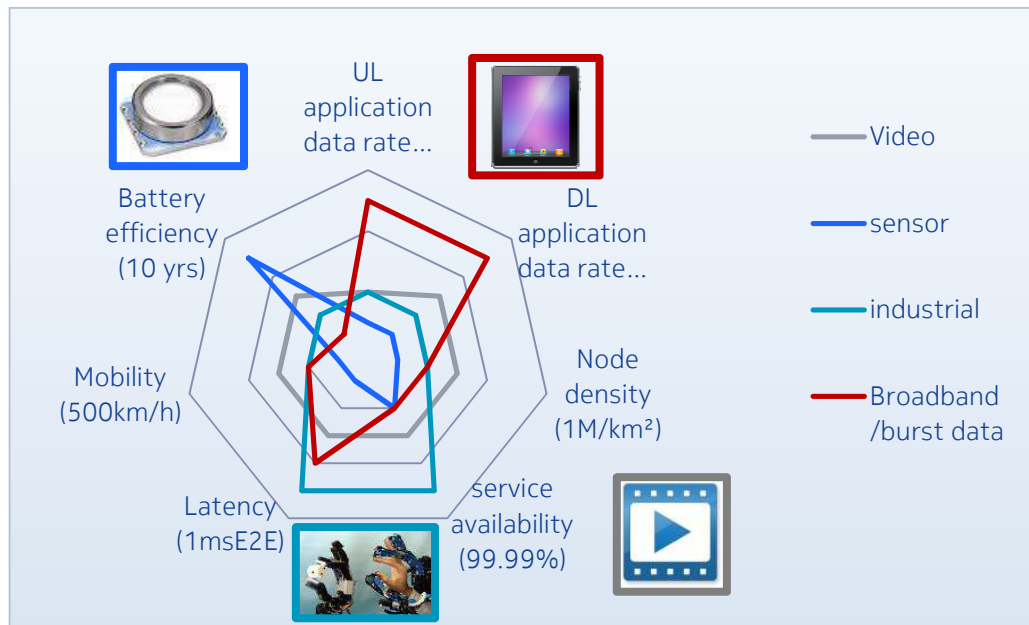 UL
application
data rate...
DL
application
data rate...
Node
density
(1M/km²)
service
availability
(99.99%)
Latency
(1msE2E)
Mobility
(500km/h)
Battery
efficiency
(10 yrs)
Video
sensor
industrial
Broadband
/burst data